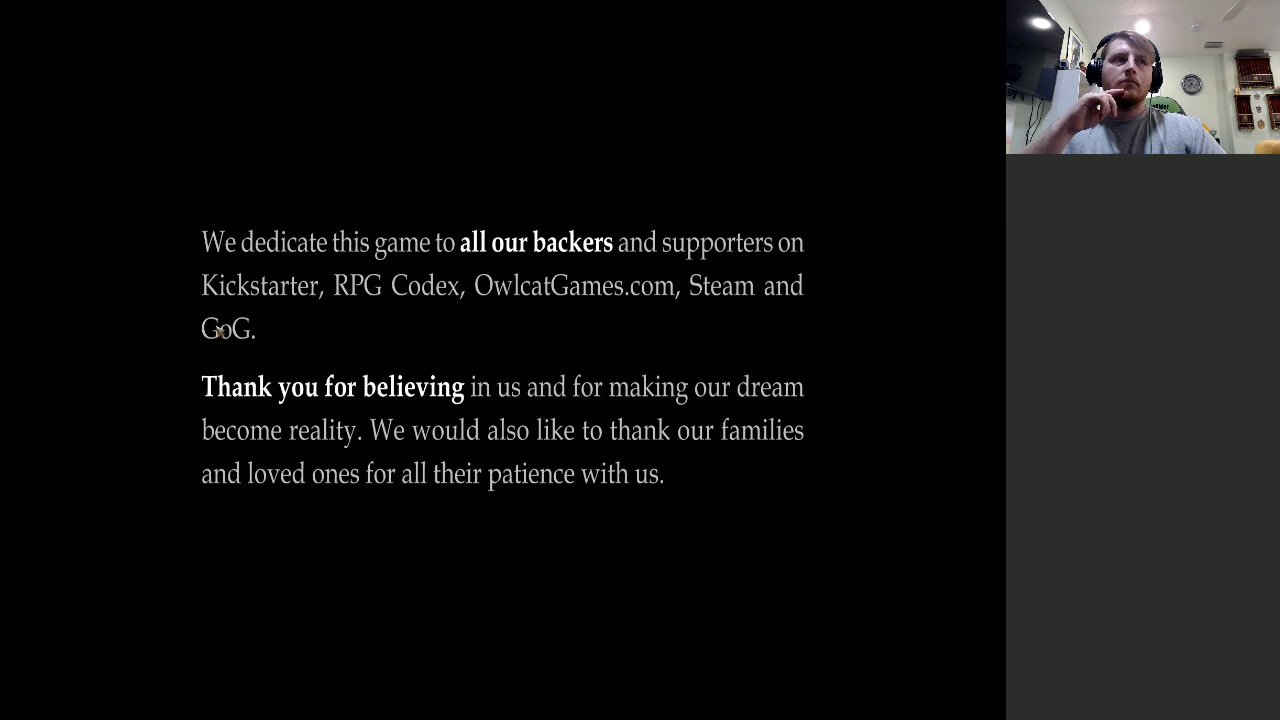 We dedicate this game to all our backers and supporters on
Kickstarter, RPG Codex, OwlcatGames.com, Steam and
GoG.
Thank you for believing in us and for making our dream
become reality. We would also like to thank our families
and loved ones for all their patience with us.